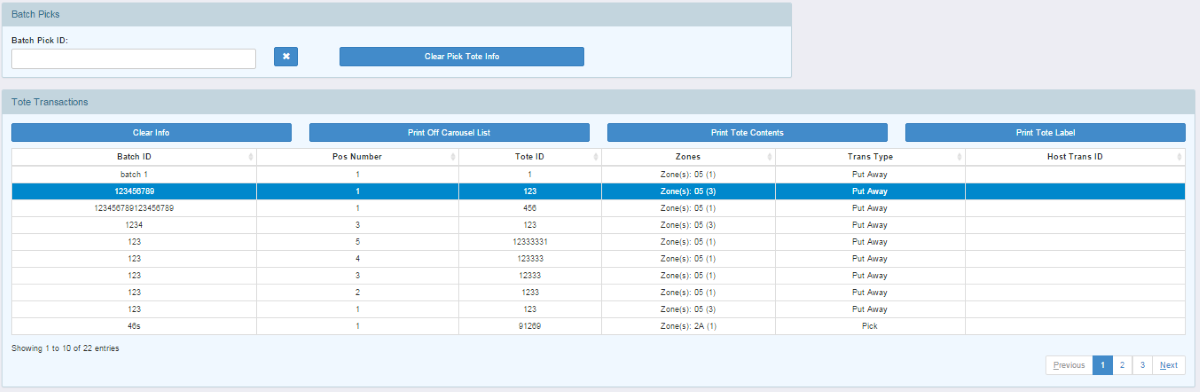 Batch Picks
Batch Pick ID:
Clear Pick Tote Info
Tote Transactions
Clear Info Print Off Carousel List Print Tote Contents Print Tote Label
Batch ID Pos Number Tote ID Zones Trans Type Host Trans ID
batch 1 1 1 Zone(s): 05 (1) Put Away
123456789 1 123 Zone(s): 05 (3) Put Away
123456789123456789 1 456 Zone(s): 05 (1) Put Away
1234 3 123 Zone(s): 05 (3) Put Away
123 5 12333331 Zone(s): 05 (1) Put Away
123 4 123333 Zone(s): 05 (1) Put Away
123 3 12333 Zone(s): 05 (1) Put Away
123 2 1233 Zone(s): 05 (1) Put Away
123 1 123 Zone(s): 05 (3) Put Away
46s 1 91269 Zone(s): 2A (1) Pick
Showing 1 to 10 of 22 entries
Previous 1 2 3 Next